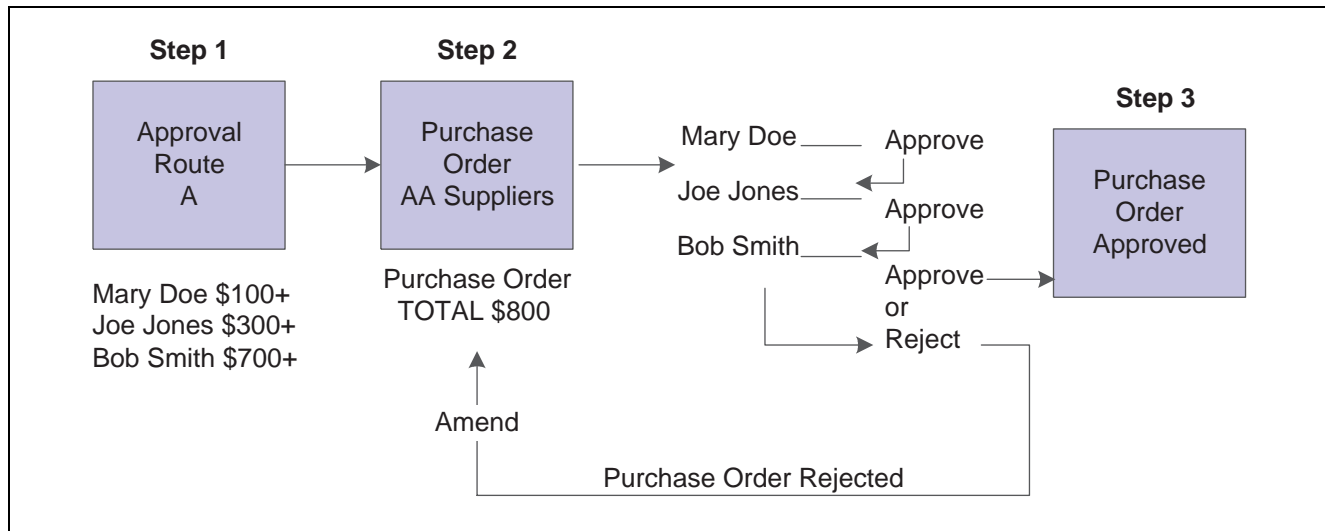 Step 1
Approval
Route
A
Mary Doe $100+
Joe Jones $300+
Bob Smith $700+
Step 2
Purchase
Order
AA Suppliers
Purchase Order
TOTAL $800
Mary Doe
Approve
Joe Jones
Approve
Bob Smith
Approve
or
Reject
Step 3
Purchase
Order
Approved
Amend
Purchase Order Rejected